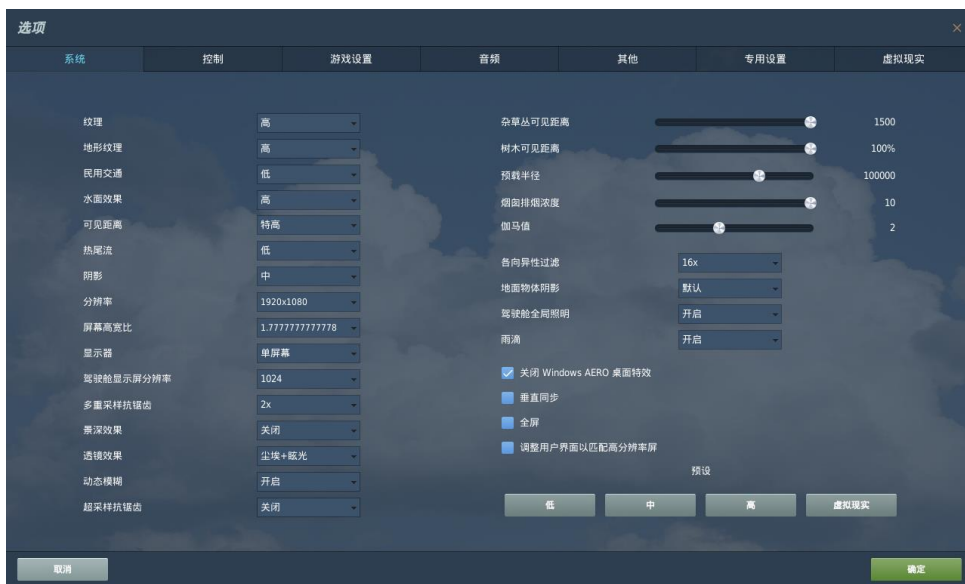 选项
系统 控制 游戏设置 音频 其他 专用设置 虚拟现实
纹理 高
地形纹理 高
民用交通 低
水面效果 高
可见距离 特高
热尾流 低
阴影 中
分辨率 1920x1080
屏幕高宽比 1.7777777777778
显示器 单屏幕
驾驶舱显示屏分辨率 1024
多重采样抗锯齿 2x
景深效果 关闭
透镜效果 尘埃+眩光
动态模糊 开启
超采样抗锯齿 关闭
杂草丛可见距离 1500
树木可见距离 100%
预载半径 100000
烟囱排烟浓度 10
伽马值 2
各向异性过滤 16x
地面物体阴影 默认
驾驶舱全局照明 开启
雨滴 开启
关闭 Windows AERO 桌面特效
垂直同步
全屏
调整用户界面以匹配高分辨率屏
预设
低 中 高 虚拟现实
取消 确定